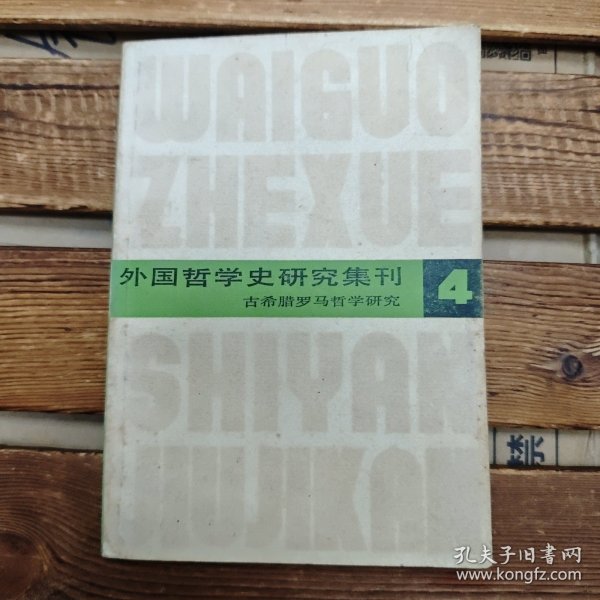 WAIGUO
ZHEXUE
外国哲学史研究集刊
4
古希腊罗马哲学研究
SHIYAN
JIUJIKAN
孔夫子旧书网
www.kongfz.com